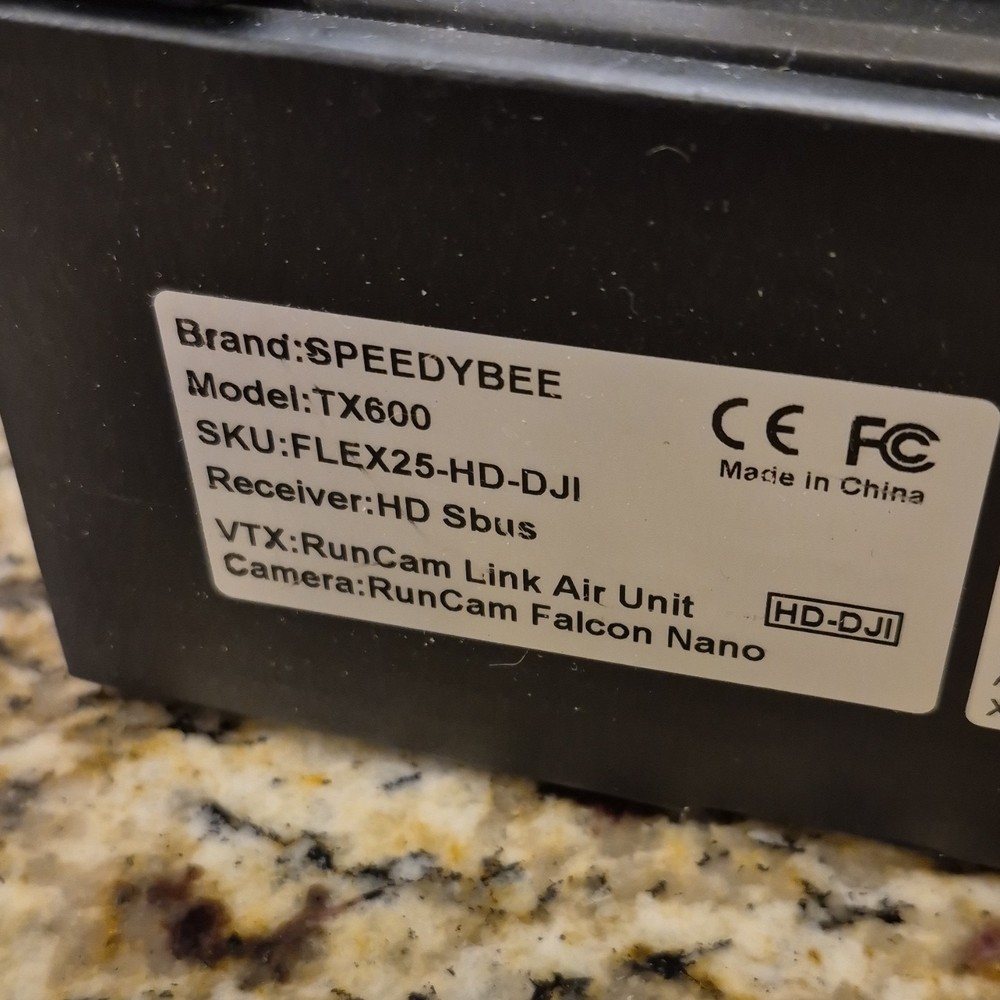 Brand:SPEEDYBEE
Model:TX600
SKU:FLEX25-HD-DJI
Receiver:HD Sbus
VTX:RunCam Link Air Unit
Camera:RunCam Falcon Nano
CE FC
Made in China
HD-DJI